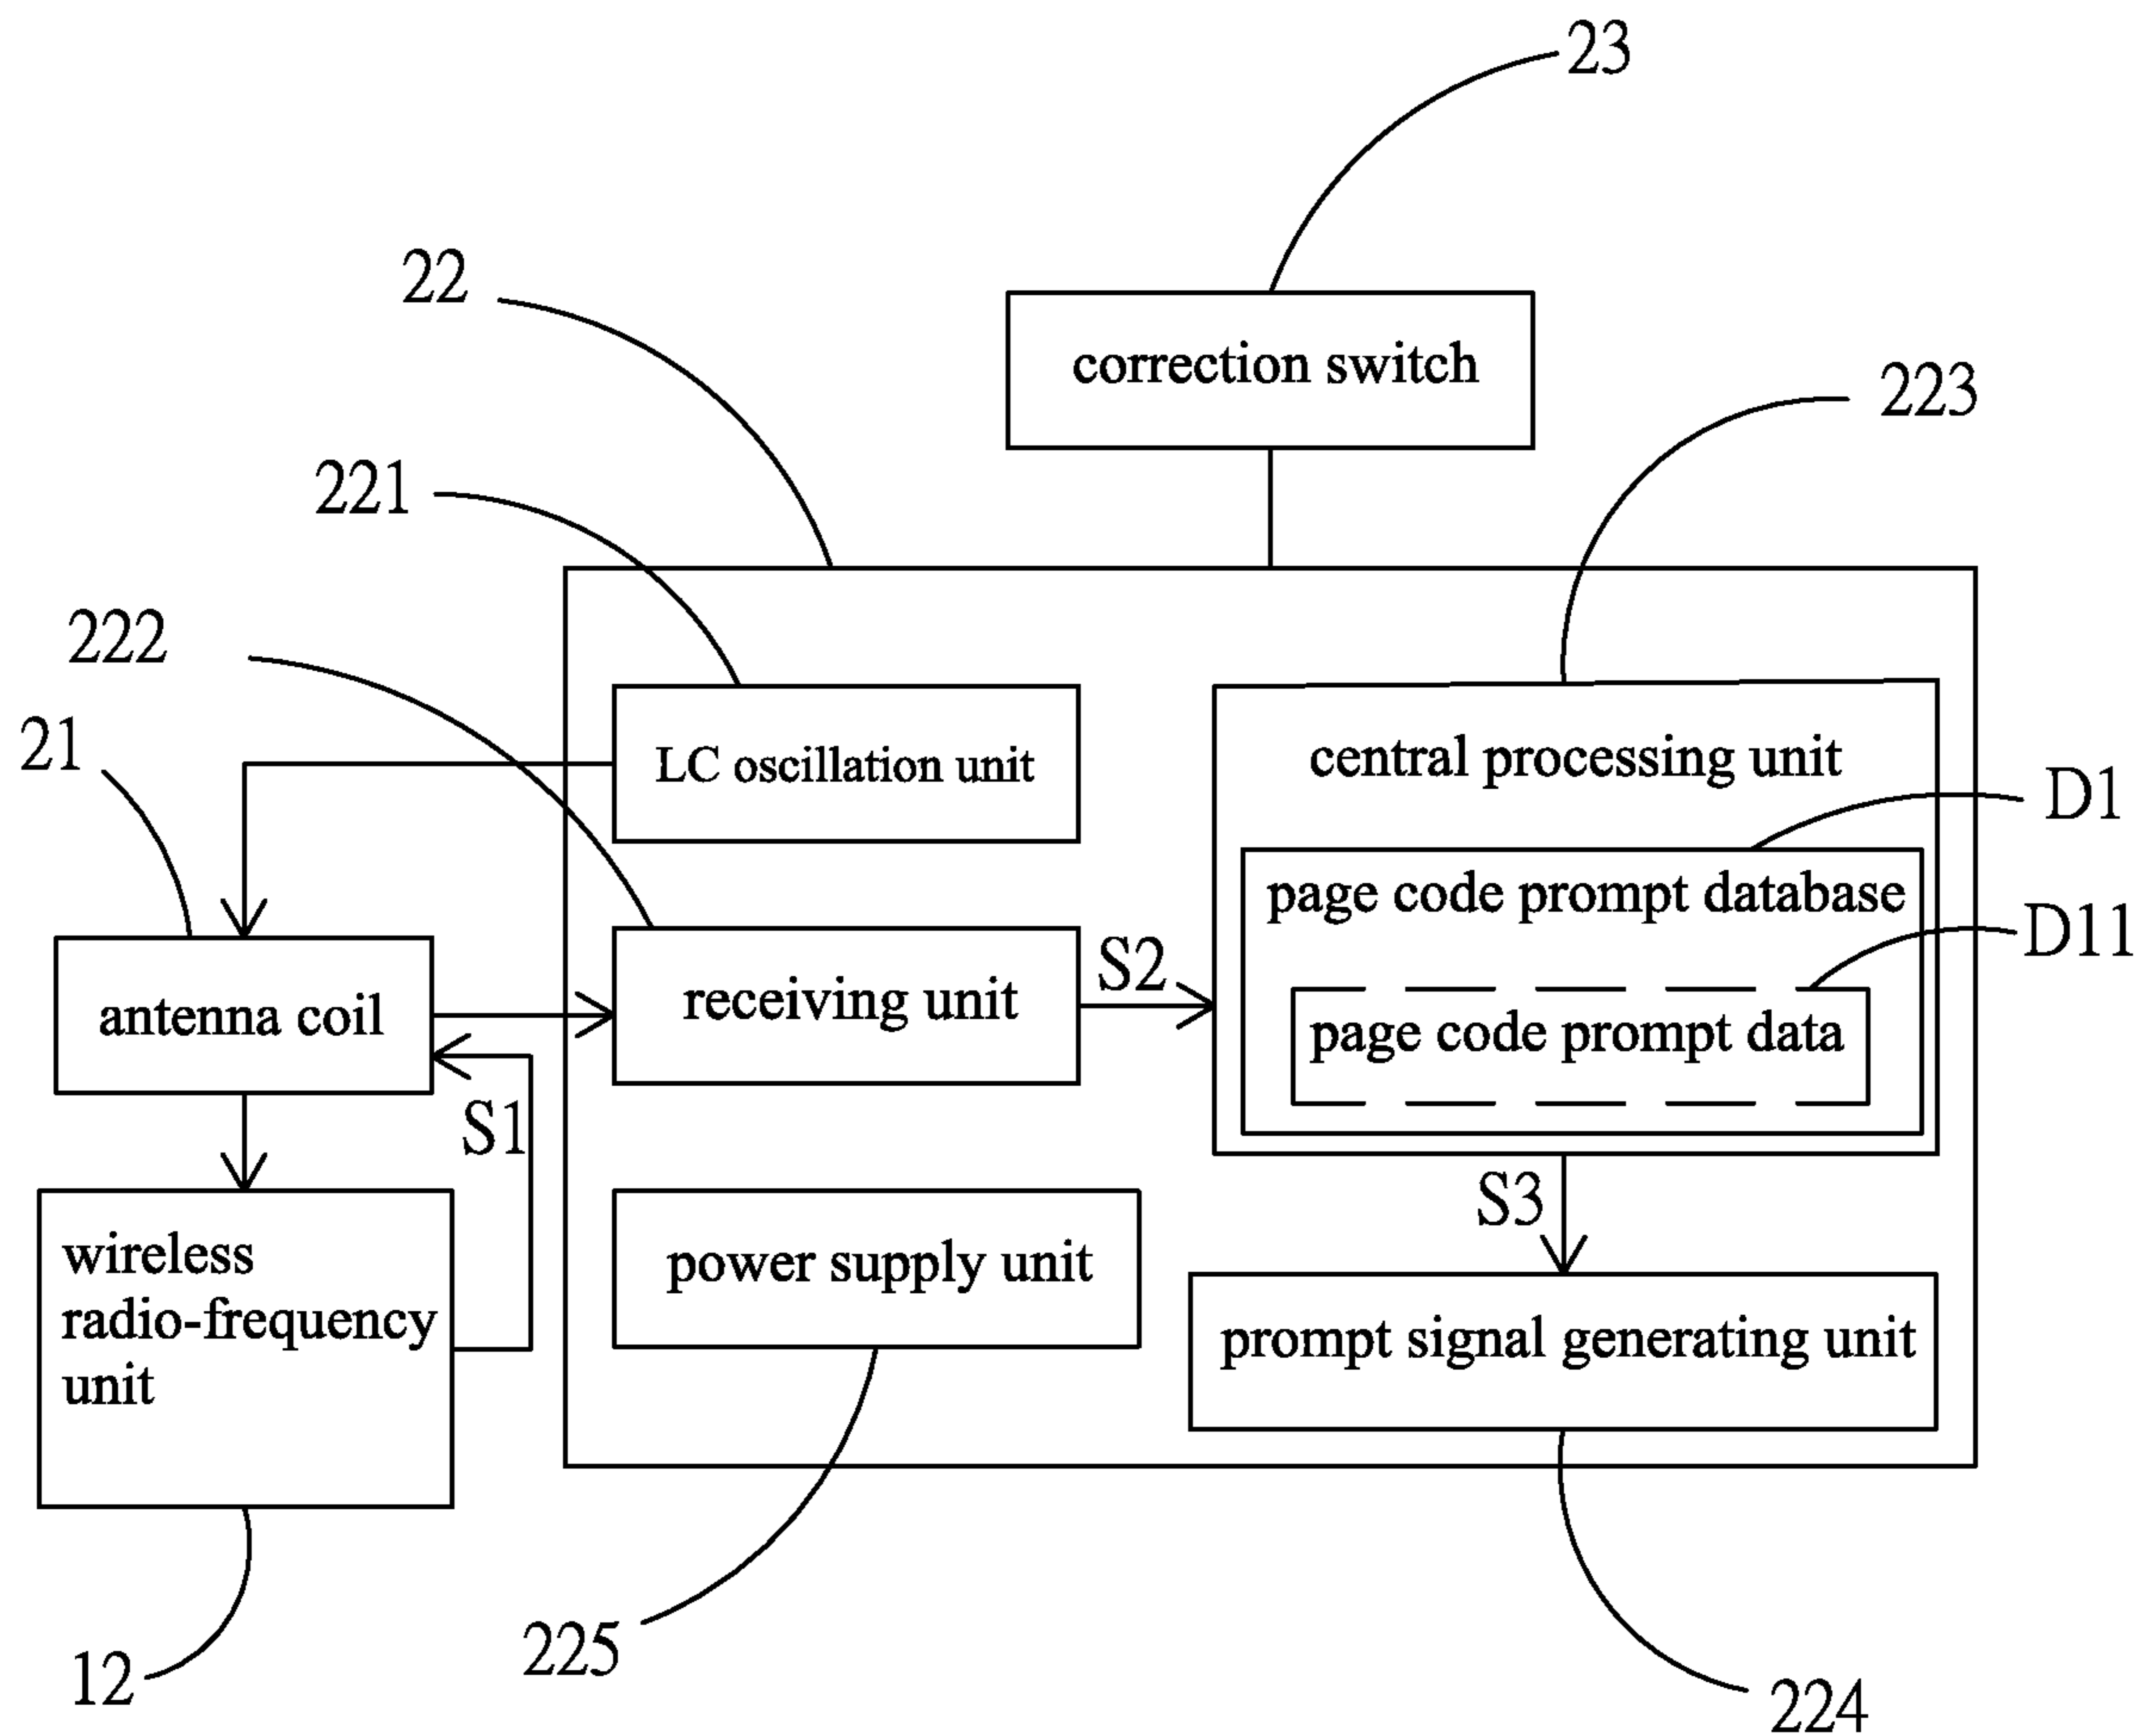 23
22
correction switch
223
221
222
21
LC oscillation unit
central processing unit
D1
page code prompt database
D11
antenna coil
receiving unit
S2
page code prompt data
S1
S3
wireless
radio-frequency
unit
power supply unit
prompt signal generating unit
225
12
224